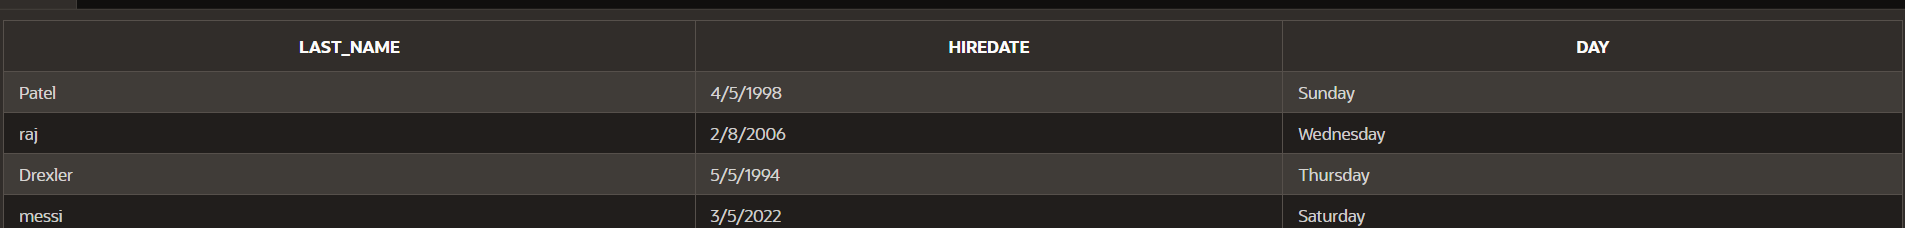 LAST_NAME HIREDATE DAY
Patel 4/5/1998 Sunday
raj 2/8/2006 Wednesday
Drexler 5/5/1994 Thursday
messi 3/5/2022 Saturday